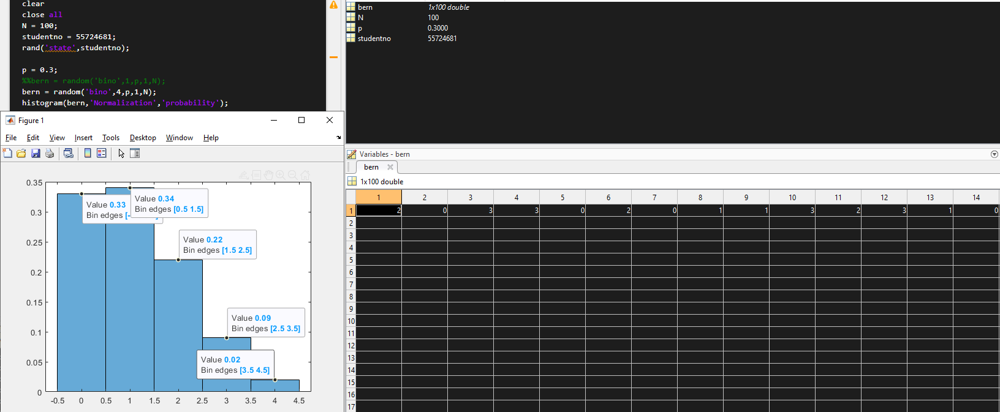 clear
close all
N = 100;
studentno = 55724681;
rand('state',studentno);
p = 0.3;
%%bern = random('bino',1,p,1,N);
bern = random('bino',4,p,1,N);
histogram(bern,'Normalization','probability');
Figure 1
File Edit View Insert Tools Desktop Window Help
0.35
0.3
0.25
0.2
0.15
0.1
0.05
0
Value 0.33
Bin edges [-
Value 0.34
Bin edges [0.5 1.5]
Value 0.22
Bin edges [1.5 2.5]
Value 0.09
Bin edges [2.5 3.5]
Value 0.02
Bin edges [3.5 4.5]
-0.5 0 0.5 1 1.5 2 2.5 3 3.5 4 4.5
bern 1x100 double
N 100
p 0.3000
studentno 55724681
Variables - bern
bern
1x100 double
1 2 3 4 5 6 7 8 9 10 11 12 13 14
1 2 0 3 3 0 2 0 1 1 3 2 3 1 0
2
3
4
5
6
7
8
9
10
11
12
13
14
15
16
17